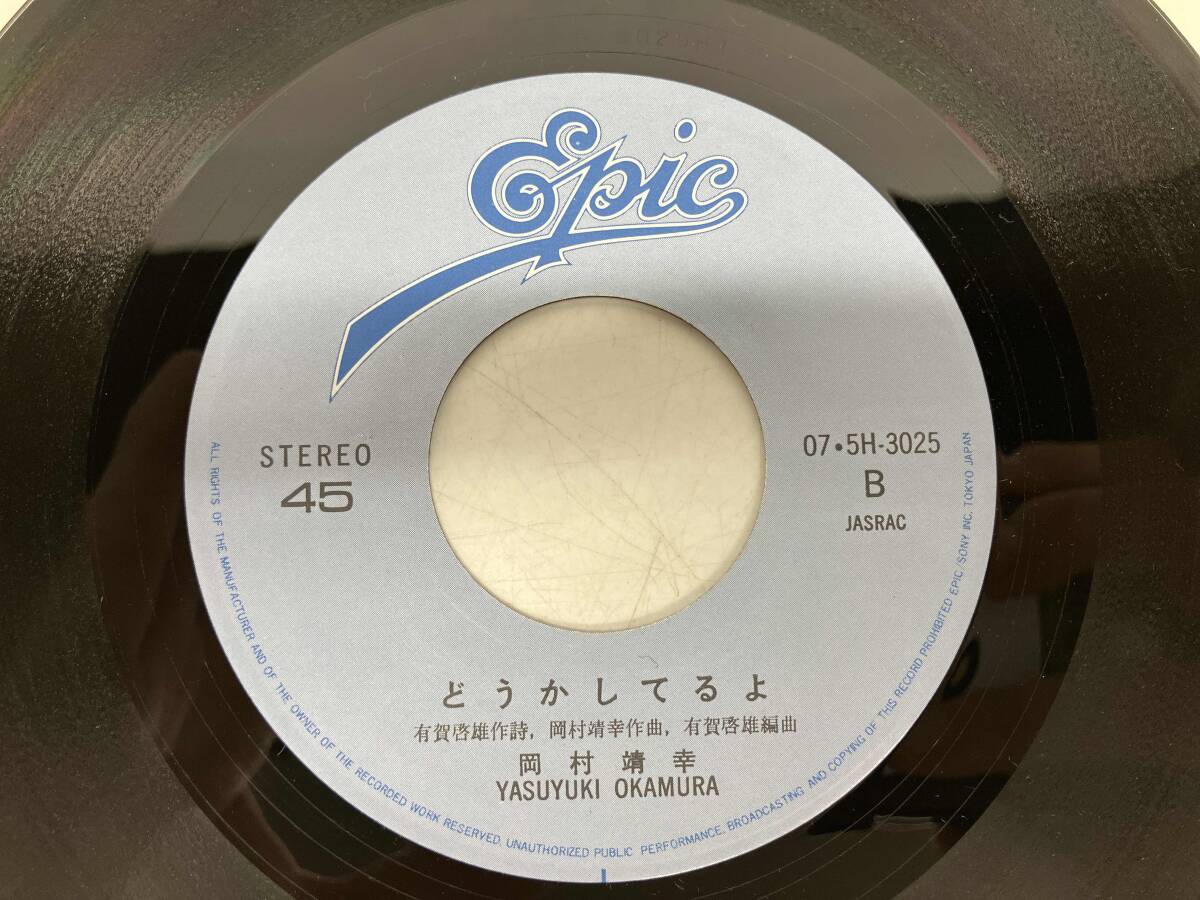 Epic
STEREO
45
07・5H-3025
B
JASRAC
どうかしてるよ
有賀啓雄作詩, 岡村靖幸作曲, 有賀啓雄編曲
岡村靖幸
YASUYUKI OKAMURA
ALL RIGHTS OF THE MANUFACTURER AND OF THE OWNER OF THE RECORDED WORK RESERVED. UNAUTHORIZED PUBLIC PERFORMANCE, BROADCASTING AND COPYING OF THIS RECORD PROHIBITED EPIC/SONY INC. TOKYO JAPAN